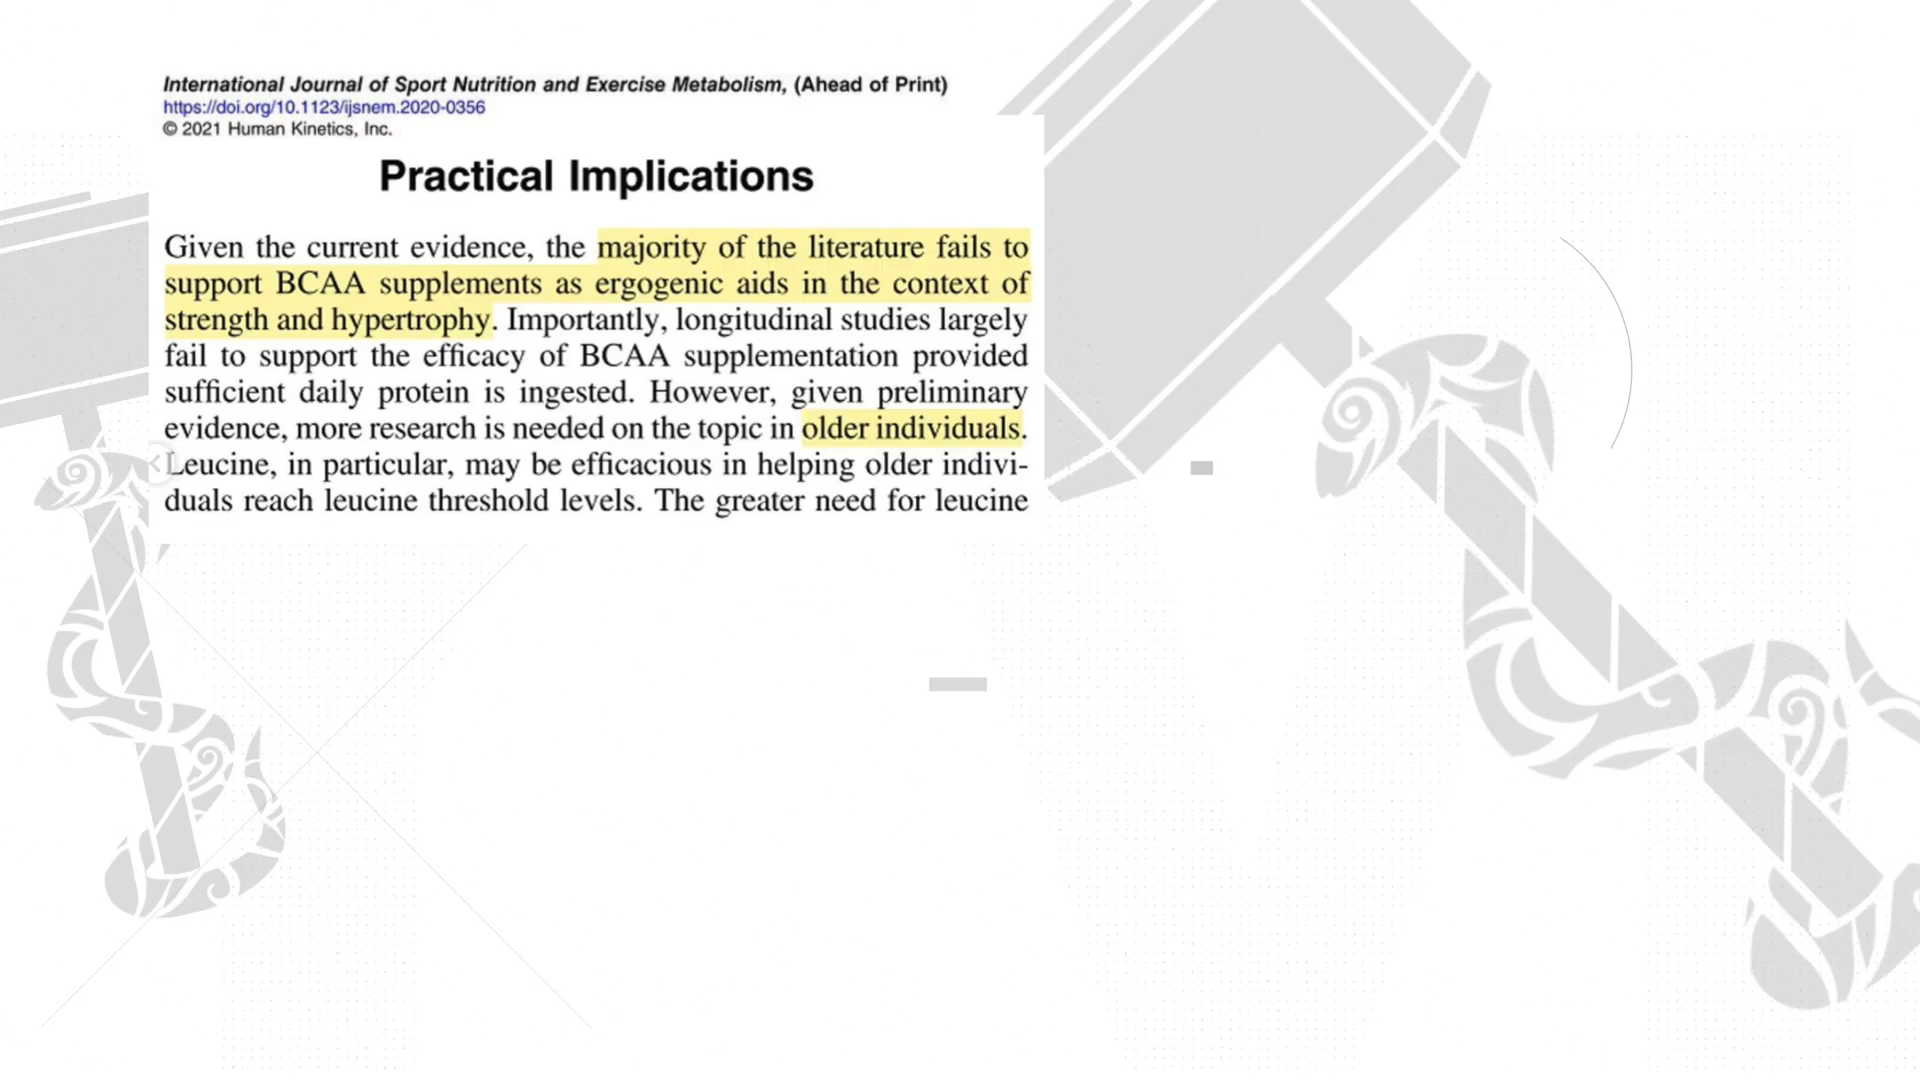 International Journal of Sport Nutrition and Exercise Metabolism, (Ahead of Print)
https://doi.org/10.1123/ijsnem.2020-0356
© 2021 Human Kinetics, Inc.
Practical Implications
Given the current evidence, the majority of the literature fails to
support BCAA supplements as ergogenic aids in the context of
strength and hypertrophy. Importantly, longitudinal studies largely
fail to support the efficacy of BCAA supplementation provided
sufficient daily protein is ingested. However, given preliminary
evidence, more research is needed on the topic in older individuals.
Leucine, in particular, may be efficacious in helping older indivi-
duals reach leucine threshold levels. The greater need for leucine